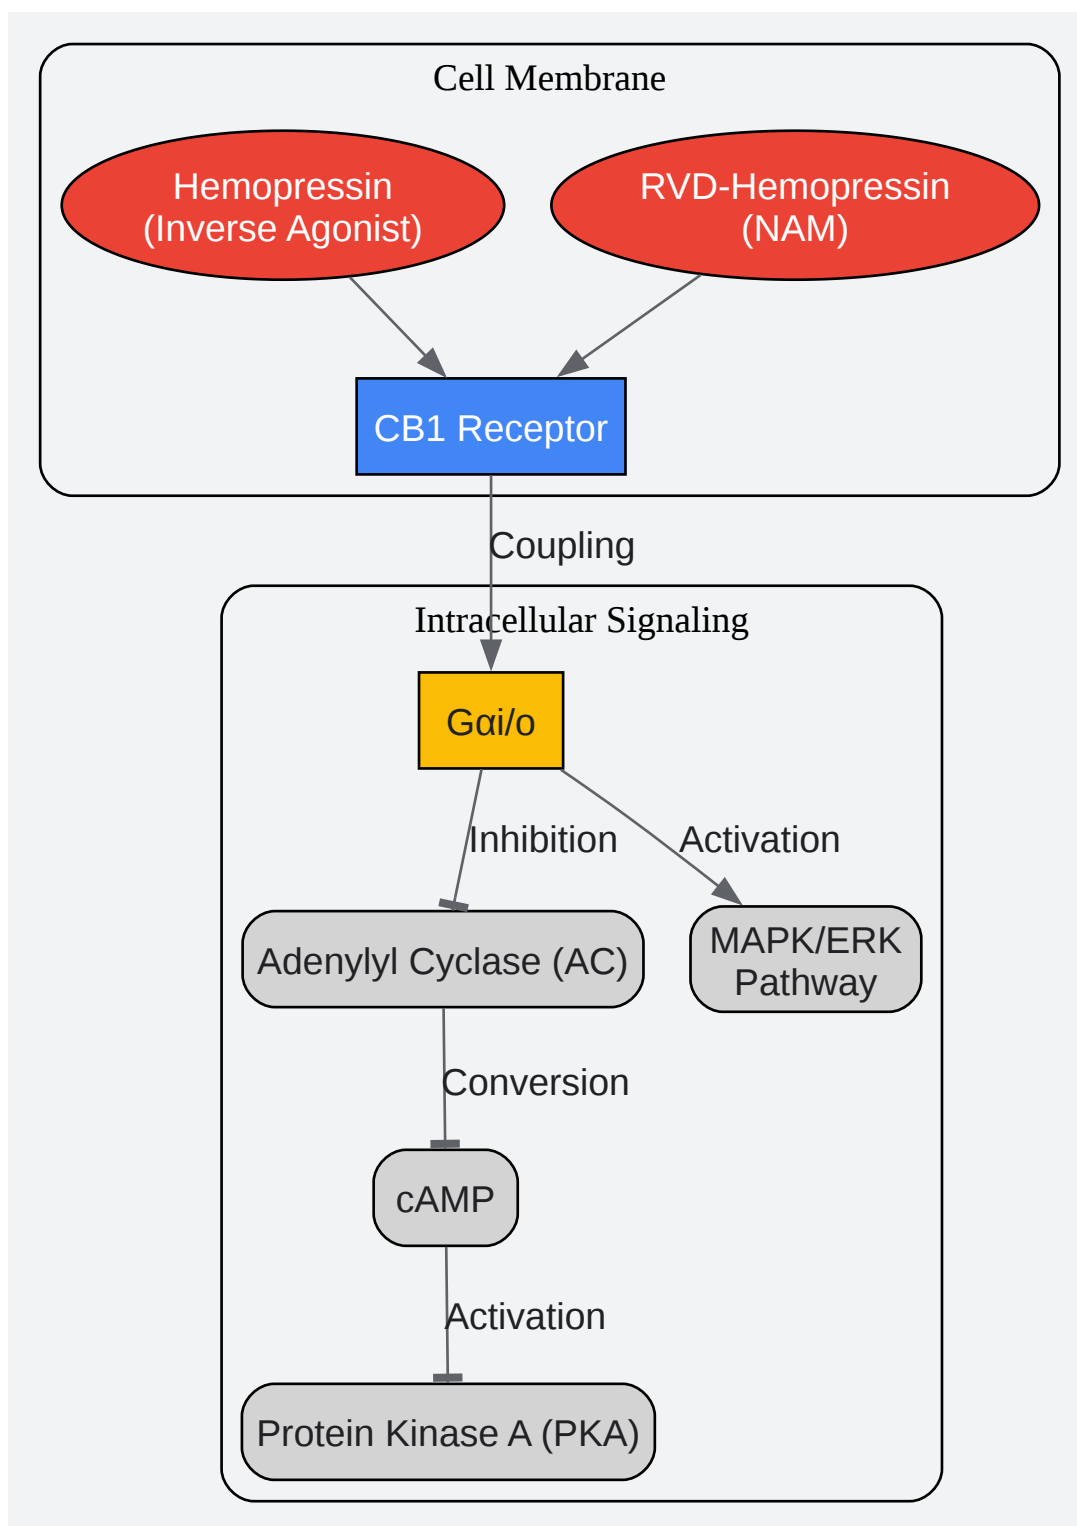 Cell Membrane
Hemopressin
(Inverse Agonist)
RVD-Hemopressin
(NAM)
CB1 Receptor
Coupling
Intracellular Signaling
Gαi/o
Inhibition
Activation
Adenylyl Cyclase (AC)
MAPK/ERK
Pathway
Conversion
cAMP
Activation
Protein Kinase A (PKA)